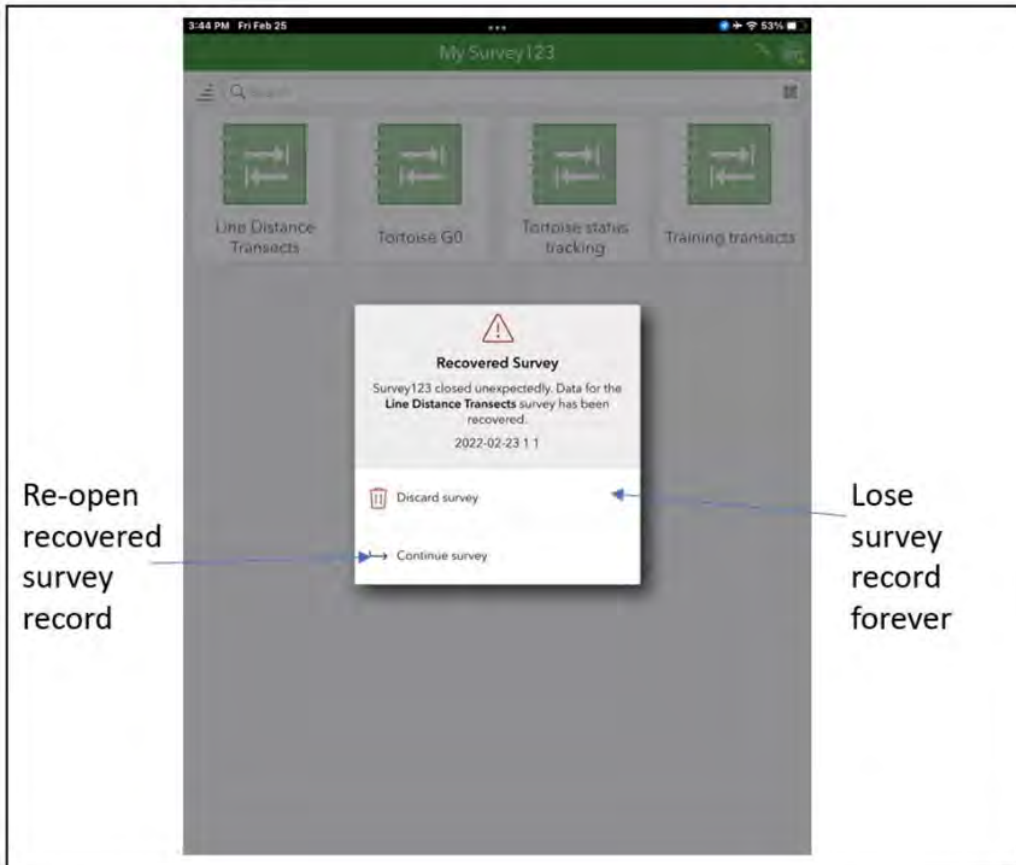 3:44 PM Fri Feb 25
53%
My Survey123
Search
Line Distance
Transects
Tortoise G0
Tortoise status
tracking
Training transects
Recovered Survey
Survey123 closed unexpectedly. Data for the
Line Distance Transects survey has been
recovered.
2022-02-23 1 1
Discard survey
Continue survey
Re-open
recovered
survey
record
Lose
survey
record
forever